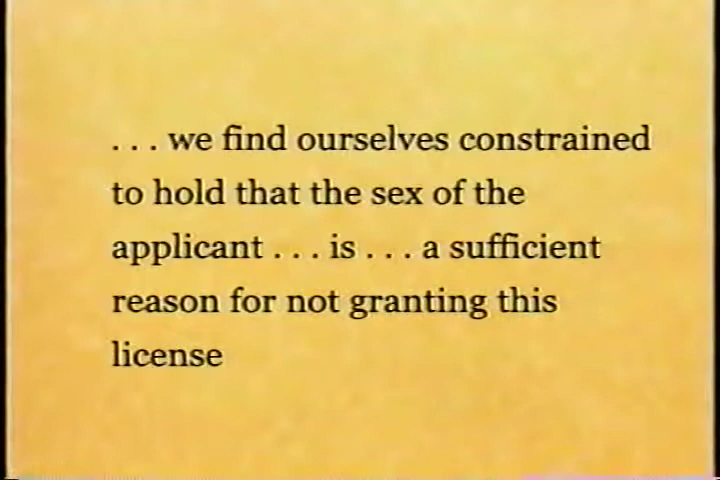 . . . we find ourselves constrained
to hold that the sex of the
applicant . . . is . . . a sufficient
reason for not granting this
license